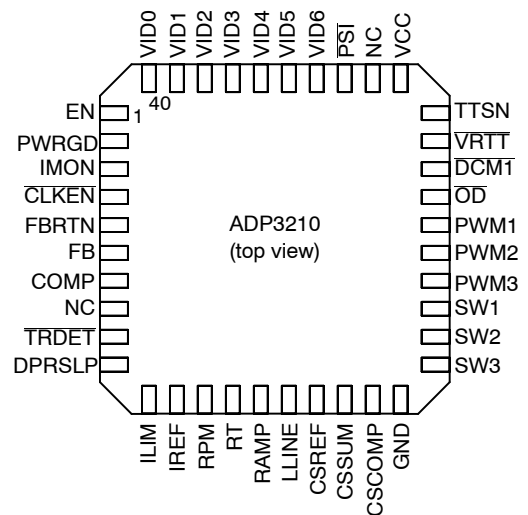 VID0
VID1
VID2
VID3
VID4
VID5
VID6
PSI
NC
VCC
EN
PWRGD
IMON
CLKEN
FBRTN
FB
COMP
NC
TRDET
DPRSLP
1
40
ADP3210
(top view)
TTSN
VRTT
DCM1
OD
PWM1
PWM2
PWM3
SW1
SW2
SW3
ILIM
IREF
RPM
RT
RAMP
LLINE
CSREF
CSSUM
CSCOMP
GND